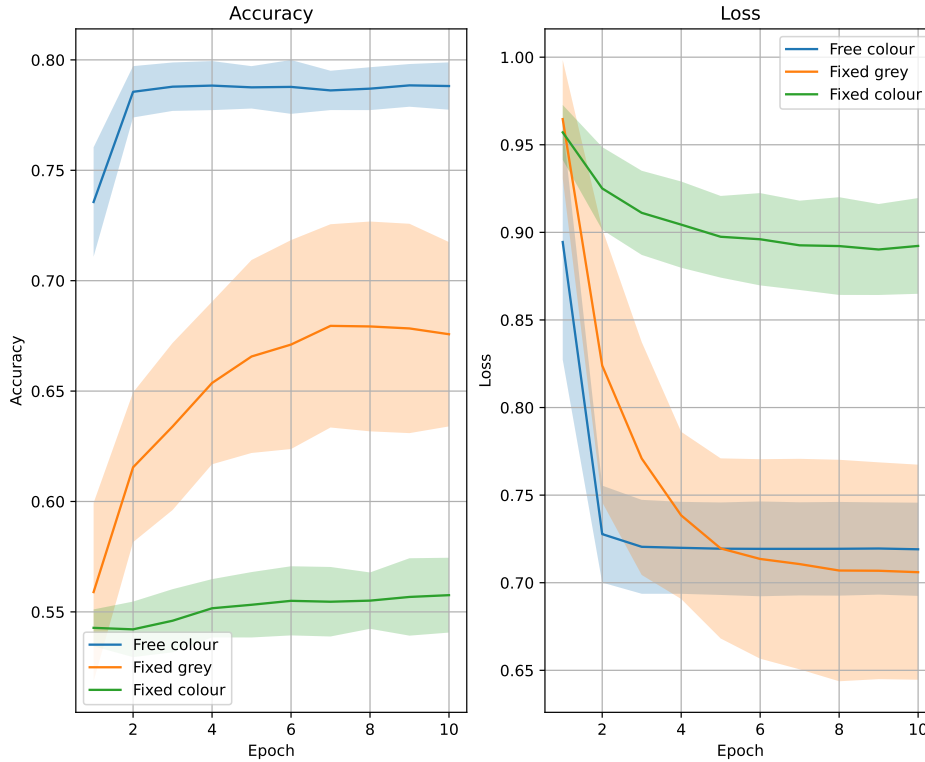 Accuracy
Accuracy
0.80
0.75
0.70
0.65
0.60
0.55
Free colour
Fixed grey
Fixed colour
2 4 6 8 10
Epoch
Loss
Loss
1.00
0.95
0.90
0.85
0.80
0.75
0.70
0.65
Free colour
Fixed grey
Fixed colour
2 4 6 8 10
Epoch